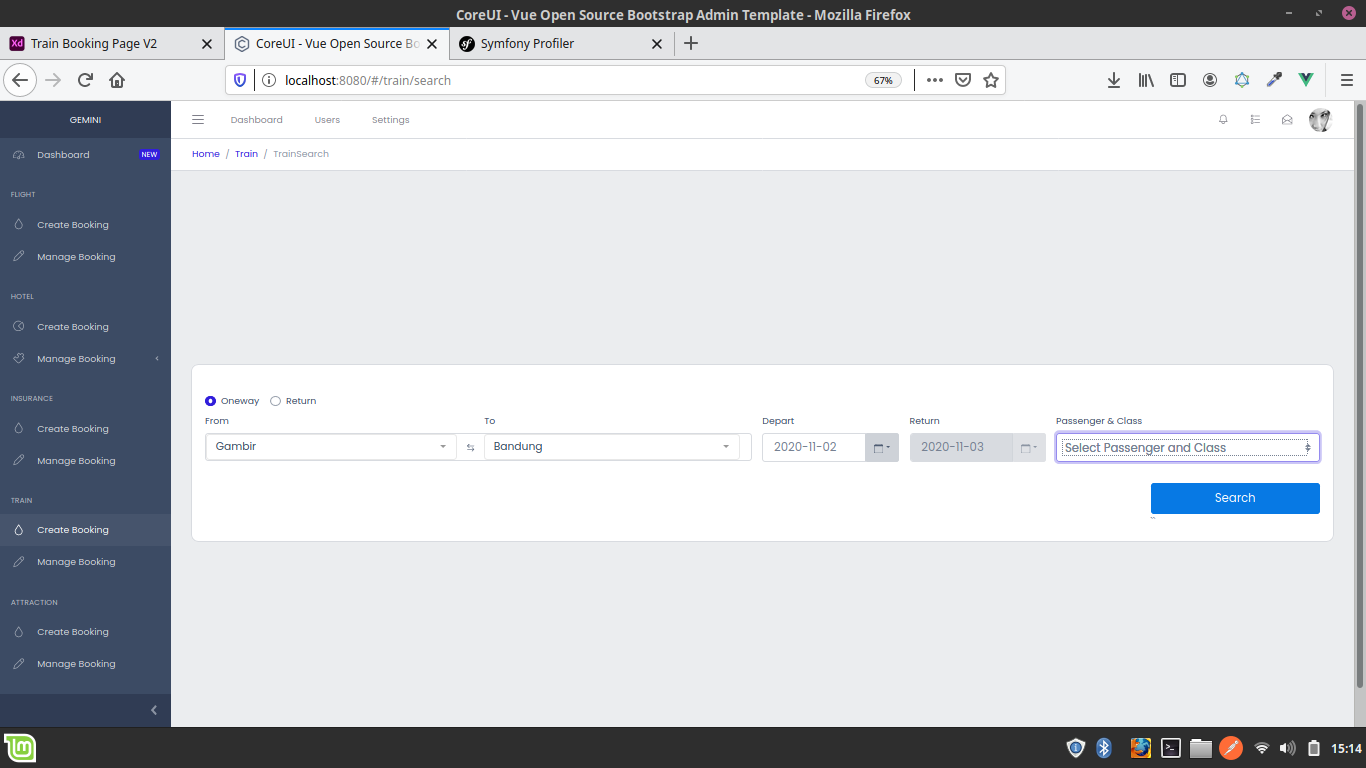 CoreUI - Vue Open Source Bootstrap Admin Template - Mozilla Firefox
Xd Train Booking Page V2
CoreUI - Vue Open Source Bo
sf Symfony Profiler
localhost:8080/#/train/search
67%
GEMINI
Dashboard Users Settings
Dashboard NEW
Home / Train / TrainSearch
FLIGHT
Create Booking
Manage Booking
HOTEL
Create Booking
Manage Booking
INSURANCE
Create Booking
Manage Booking
TRAIN
Create Booking
Manage Booking
ATTRACTION
Create Booking
Manage Booking
Oneway Return
From To Depart Return Passenger & Class
Gambir Bandung 2020-11-02 2020-11-03 Select Passenger and Class
Search
15:14